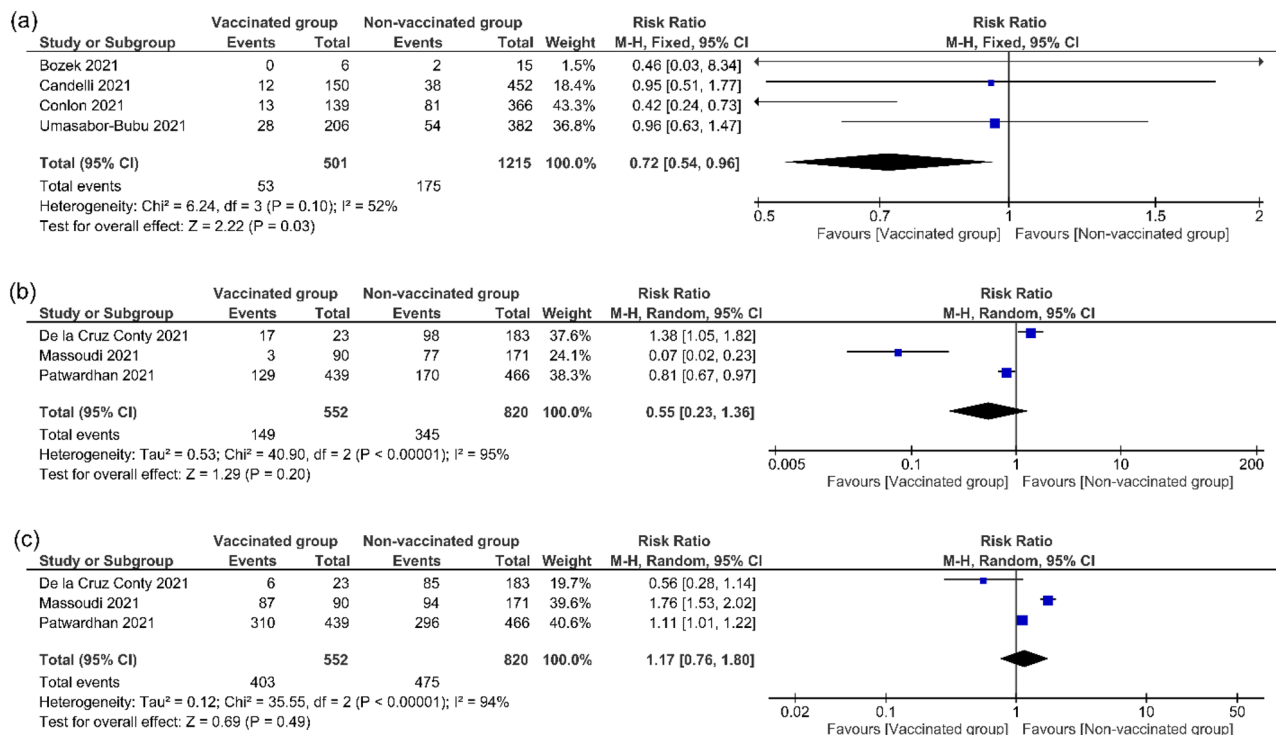 (a)
Vaccinated group Non-vaccinated group Risk Ratio Risk Ratio
Study or Subgroup Events Total Events Total Weight M-H, Fixed, 95% CI M-H, Fixed, 95% CI
Bozek 2021 0 6 2 15 1.5% 0.46 [0.03, 8.34]
Candelli 2021 12 150 38 452 18.4% 0.95 [0.51, 1.77]
Conlon 2021 13 139 81 366 43.3% 0.42 [0.24, 0.73]
Umasabor-Bubu 2021 28 206 54 382 36.8% 0.96 [0.63, 1.47]
Total (95% CI) 501 1215 100.0% 0.72 [0.54, 0.96]
Total events 53 175
Heterogeneity: Chi² = 6.24, df = 3 (P = 0.10); I² = 52%
Test for overall effect: Z = 2.22 (P = 0.03)
0.5 0.7 1 1.5 2
Favours [Vaccinated group] Favours [Non-vaccinated group]
(b)
Vaccinated group Non-vaccinated group Risk Ratio Risk Ratio
Study or Subgroup Events Total Events Total Weight M-H, Random, 95% CI M-H, Random, 95% CI
De la Cruz Conty 2021 17 23 98 183 37.6% 1.38 [1.05, 1.82]
Massoudi 2021 3 90 77 171 24.1% 0.07 [0.02, 0.23]
Patwardhan 2021 129 439 170 466 38.3% 0.81 [0.67, 0.97]
Total (95% CI) 552 820 100.0% 0.55 [0.23, 1.36]
Total events 149 345
Heterogeneity: Tau² = 0.53; Chi² = 40.90, df = 2 (P < 0.00001); I² = 95%
Test for overall effect: Z = 1.29 (P = 0.20)
0.005 0.1 1 10 200
Favours [Vaccinated group] Favours [Non-vaccinated group]
(c)
Vaccinated group Non-vaccinated group Risk Ratio Risk Ratio
Study or Subgroup Events Total Events Total Weight M-H, Random, 95% CI M-H, Random, 95% CI
De la Cruz Conty 2021 6 23 85 183 19.7% 0.56 [0.28, 1.14]
Massoudi 2021 87 90 94 171 39.6% 1.76 [1.53, 2.02]
Patwardhan 2021 310 439 296 466 40.6% 1.11 [1.01, 1.22]
Total (95% CI) 552 820 100.0% 1.17 [0.76, 1.80]
Total events 403 475
Heterogeneity: Tau² = 0.12; Chi² = 35.55, df = 2 (P < 0.00001); I² = 94%
Test for overall effect: Z = 0.69 (P = 0.49)
0.02 0.1 1 10 50
Favours [Vaccinated group] Favours [Non-vaccinated group]